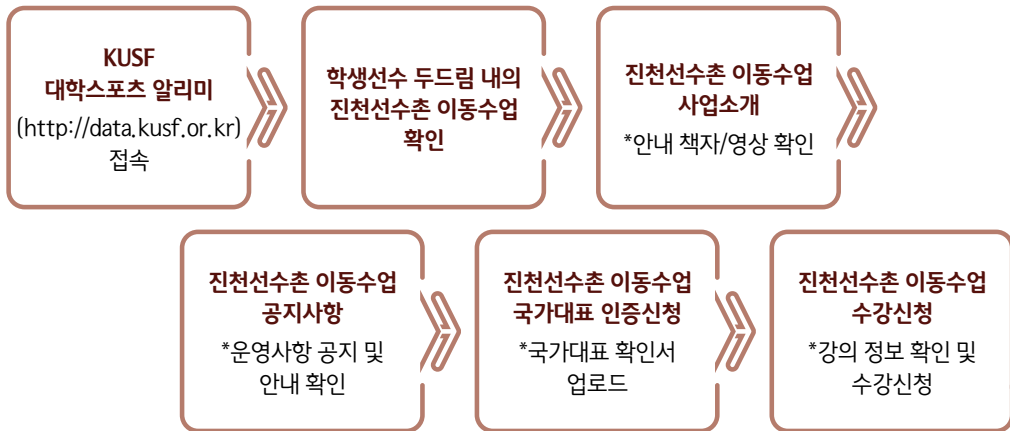 KUSF
대학스포츠 알리미
(http://data.kusf.or.kr)
접속
학생선수 두드림 내의
진천선수촌 이동수업
확인
진천선수촌 이동수업
사업소개
*안내 책자/영상 확인
진천선수촌 이동수업
공지사항
*운영사항 공지 및
안내 확인
진천선수촌 이동수업
국가대표 인증신청
*국가대표 확인서
업로드
진천선수촌 이동수업
수강신청
*강의 정보 확인 및
수강신청